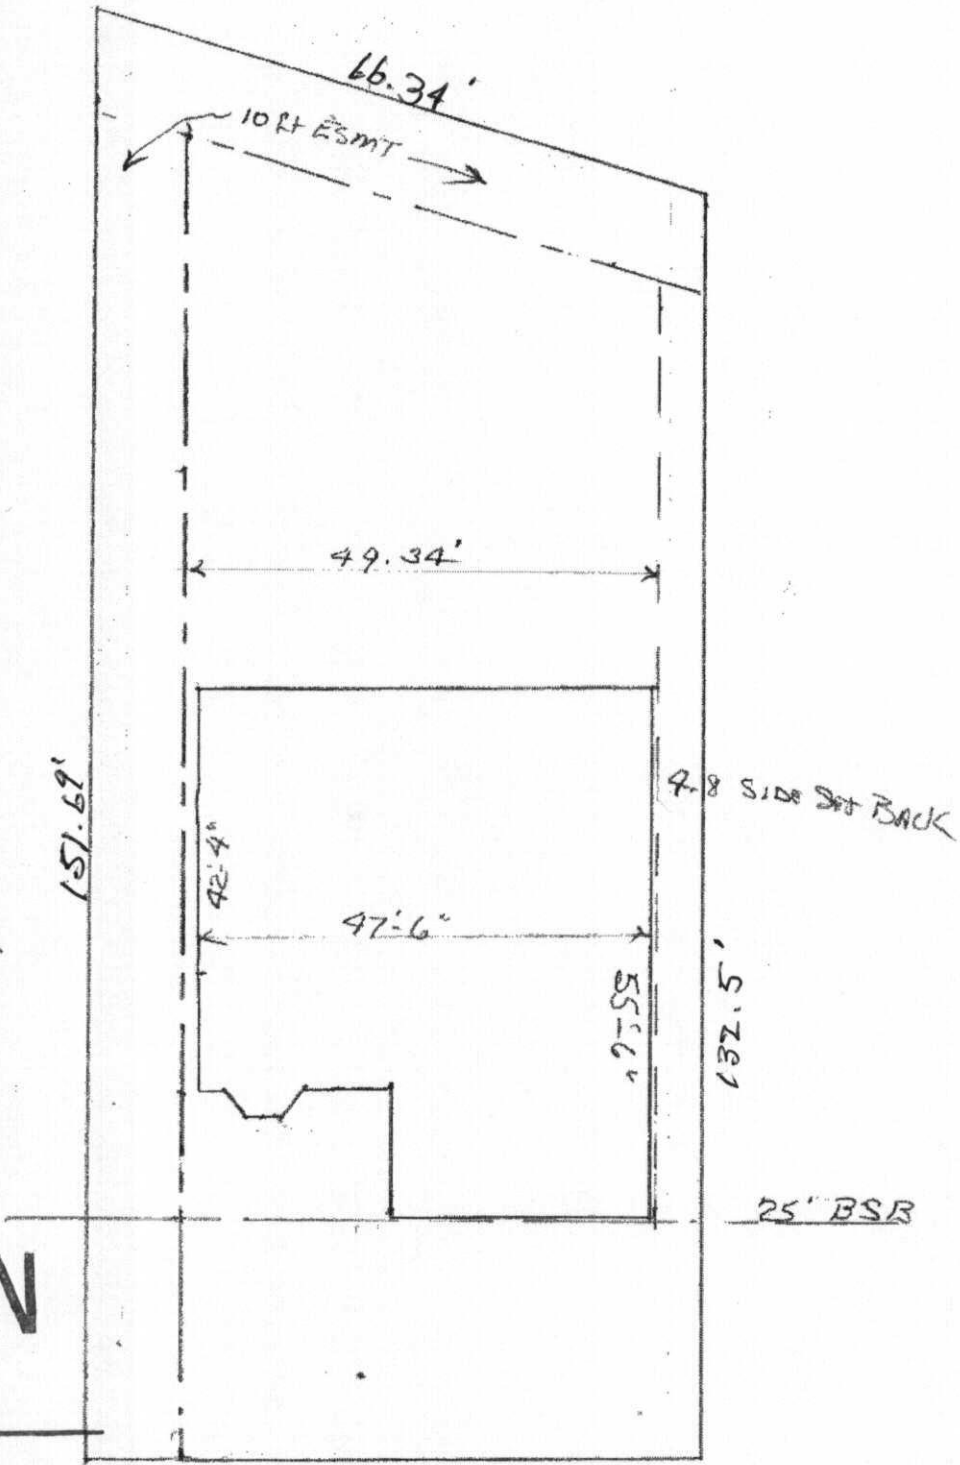 66.34'
10 ft ESMT
49.34'
4.8 SIDE Set BACK
151.69'
42'-4"
47'-6"
55'-6"
132.5'
25' BSB
N